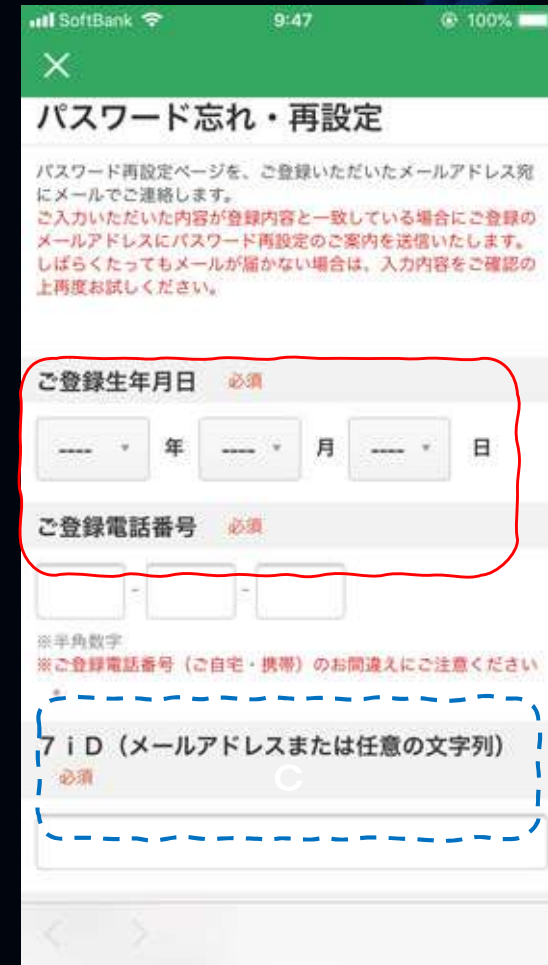 SoftBank 9:47 100%
パスワード忘れ・再設定
パスワード再設定ページを、ご登録いただいたメールアドレス宛
にメールでご連絡します。
ご入力いただいた内容が登録内容と一致している場合にご登録の
メールアドレスにパスワード再設定のご案内を送信いたします。
しばらくたってもメールが届かない場合は、入力内容をご確認の
上再度お試しください。
ご登録生年月日 必須
---- 年 ---- 月 ---- 日
ご登録電話番号 必須
- -
※半角数字
※ご登録電話番号（ご自宅・携帯）のお間違えにご注意ください
。
7iD（メールアドレスまたは任意の文字列）
必須
C